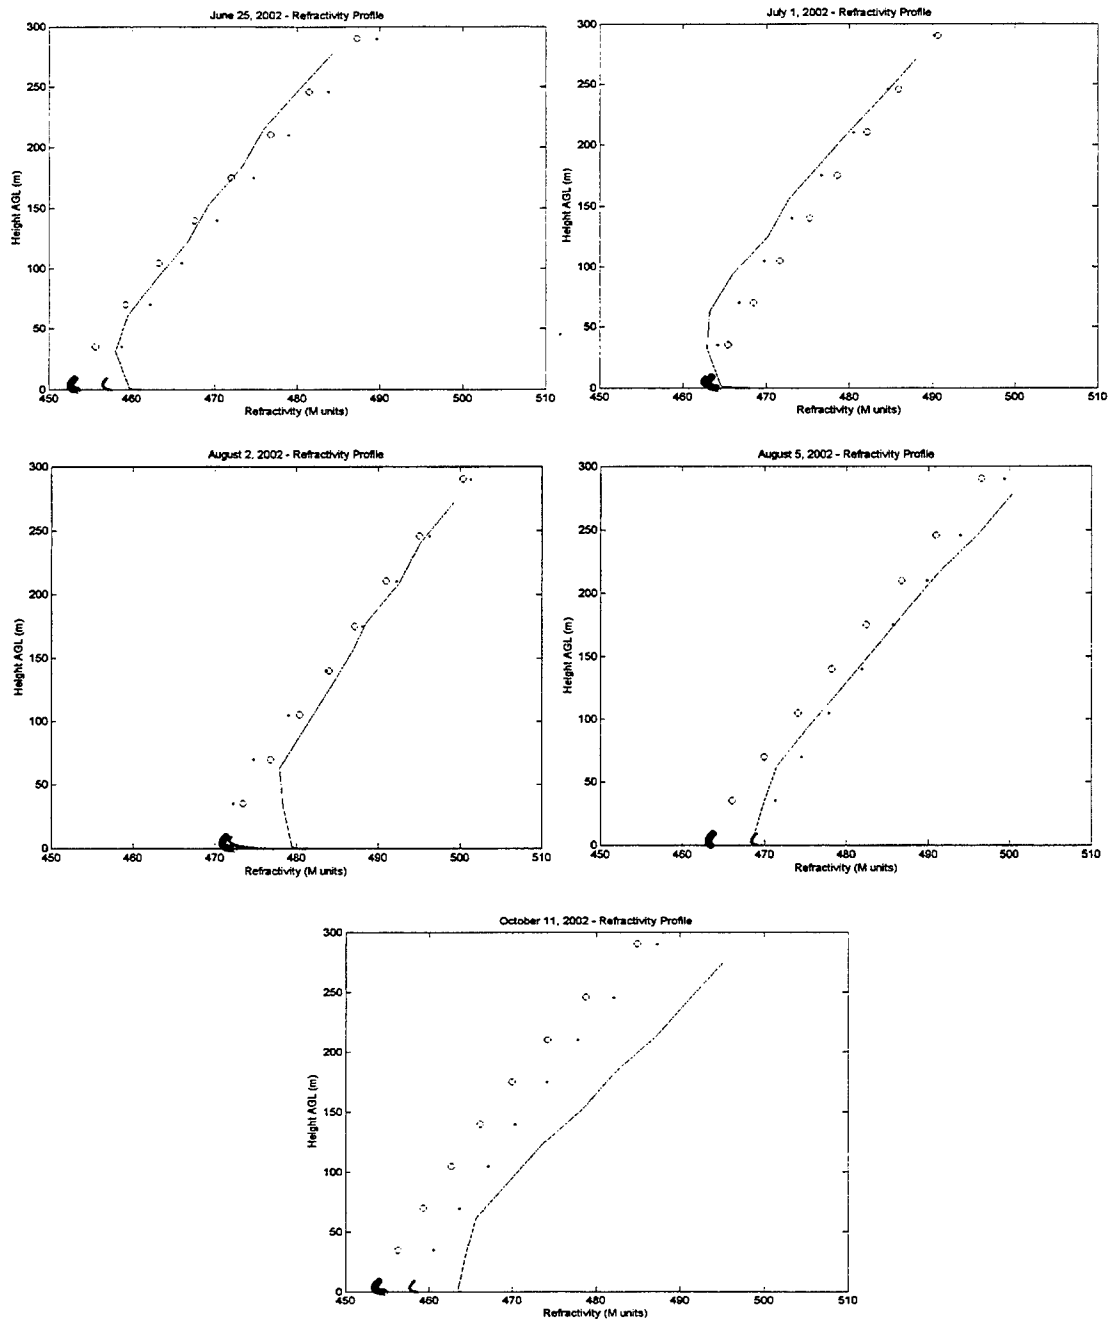 June 25, 2002 - Refractivity Profile
300
250
200
150
100
50
0
Height AGL (m)
450 460 470 480 490 500 510
Refractivity (M units)
July 1, 2002 - Refractivity Profile
300
250
200
150
100
50
0
Height AGL (m)
450 460 470 480 490 500 510
Refractivity (M units)
August 2, 2002 - Refractivity Profile
300
250
200
150
100
50
0
Height AGL (m)
450 460 470 480 490 500 510
Refractivity (M units)
August 5, 2002 - Refractivity Profile
300
250
200
150
100
50
0
Height AGL (m)
450 460 470 480 490 500 510
Refractivity (M units)
October 11, 2002 - Refractivity Profile
300
250
200
150
100
50
0
Height AGL (m)
450 460 470 480 490 500 510
Refractivity (M units)